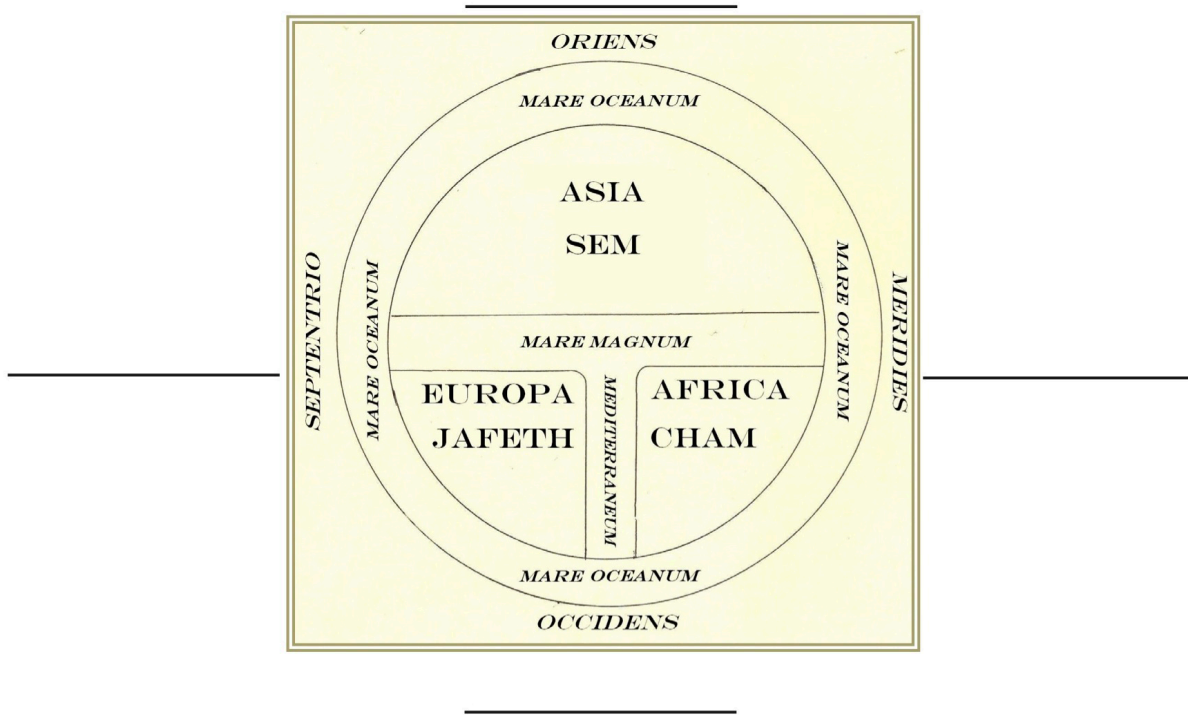 ORIENS
MARE OCEANUM
ASIA
SEM
SEPTENTRIO
MARE OCEANUM
MARE OCEANUM
MERIDIES
MARE MAGNUM
EUROPA
JAFETH
MEDITERRANEUM
AFRICA
CHAM
MARE OCEANUM
OCCIDENS